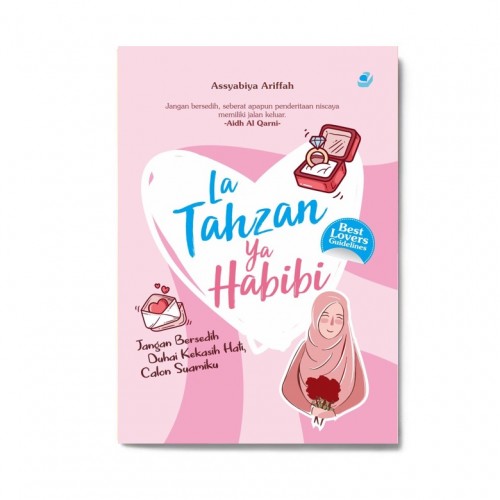 Assyabiya Ariffah
Jangan bersedih, seberat apapun penderitaan niscaya
memiliki jalan keluar.
-Aidh Al Qarni-
La
Tahzan
Ya
Habibi
Best
Lovers
Guidelines
Jangan Bersedih
Duhai Kekasih Hati,
Calon Suamiku